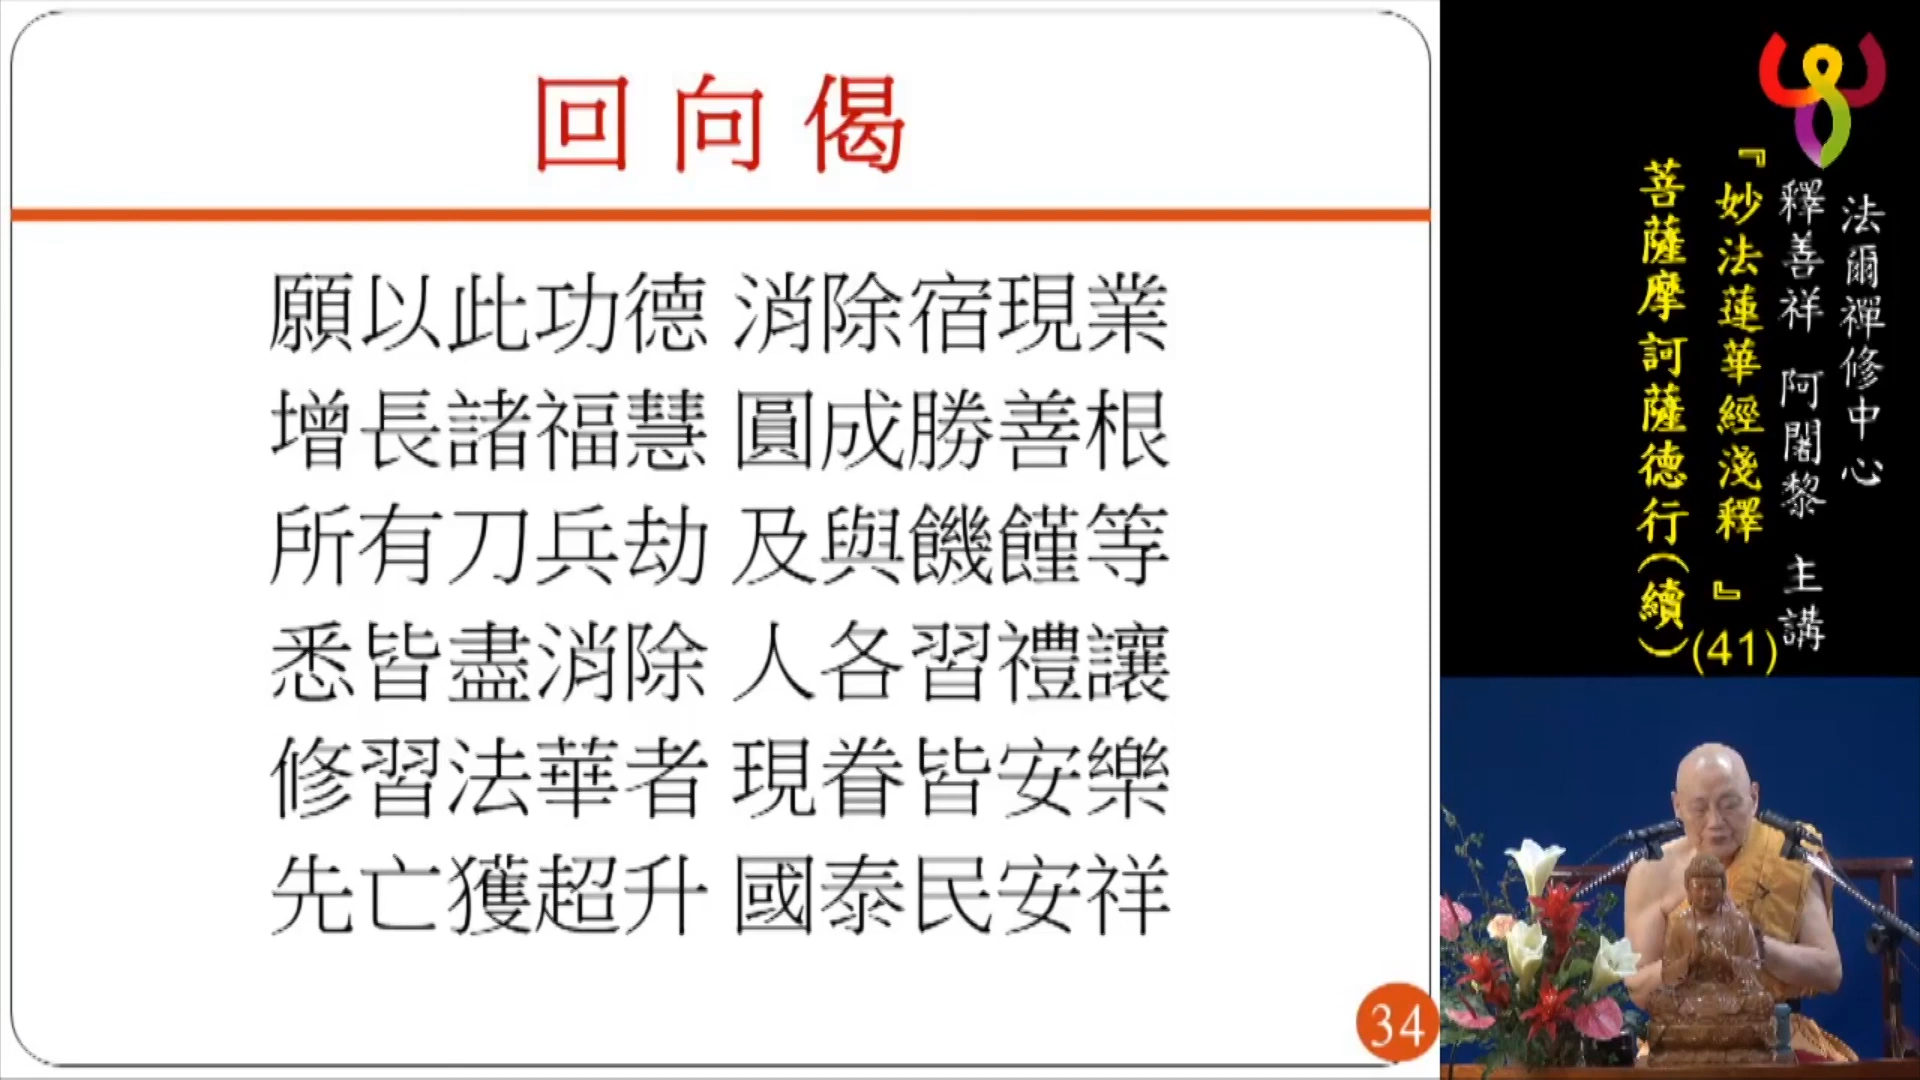 回向偈
願以此功德 消除宿現業
增長諸福慧 圓成勝善根
所有刀兵劫 及與饑饉等
悉皆盡消除 人各習禮讓
修習法華者 現眷皆安樂
先亡獲超升 國泰民安祥
34
法爾禪修中心
釋善祥 阿闍黎 主講
『妙法蓮華經淺釋』(41)
菩薩摩訶薩德行(續)